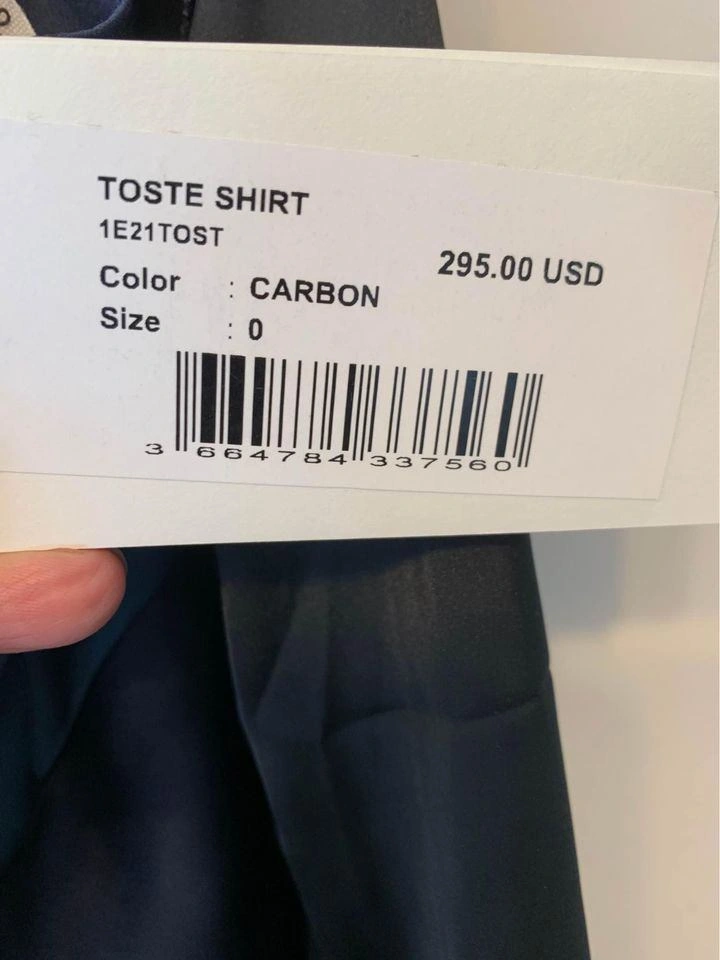 TOSTE SHIRT
1E21TOST
295.00 USD
Color : CARBON
Size : 0
3 664784 337560